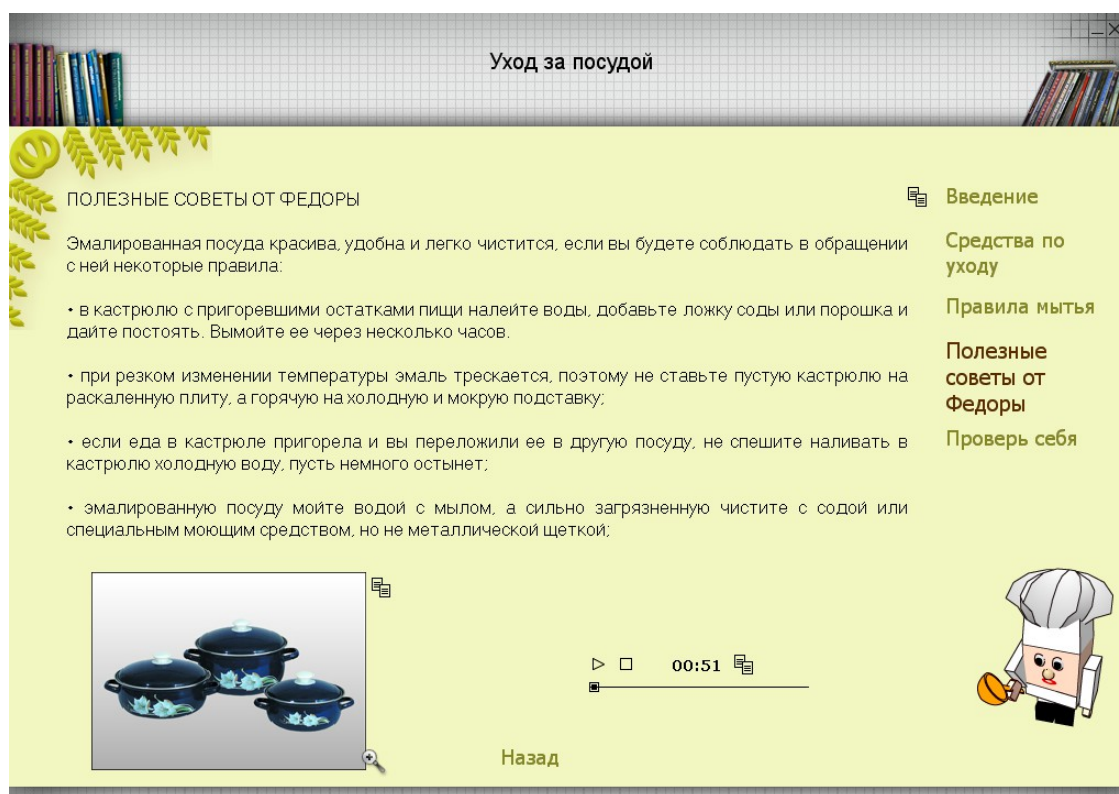 Уход за посудой
ПОЛЕЗНЫЕ СОВЕТЫ ОТ ФЕДОРЫ
Эмалированная посуда красива, удобна и легко чистится, если вы будете соблюдать в обращении
с ней некоторые правила:
• в кастрюлю с пригоревшими остатками пищи налейте воды, добавьте ложку соды или порошка и
дайте постоять. Вымойте ее через несколько часов.
• при резком изменении температуры эмаль трескается, поэтому не ставьте пустую кастрюлю на
раскаленную плиту, а горячую на холодную и мокрую подставку;
• если еда в кастрюле пригорела и вы переложили ее в другую посуду, не спешите наливать в
кастрюлю холодную воду, пусть немного остынет;
• эмалированную посуду мойте водой с мылом, а сильно загрязненную чистите с содой или
специальным моющим средством, но не металлической щеткой;
00:51
Назад
Введение
Средства по
уходу
Правила мытья
Полезные
советы от
Федоры
Проверь себя